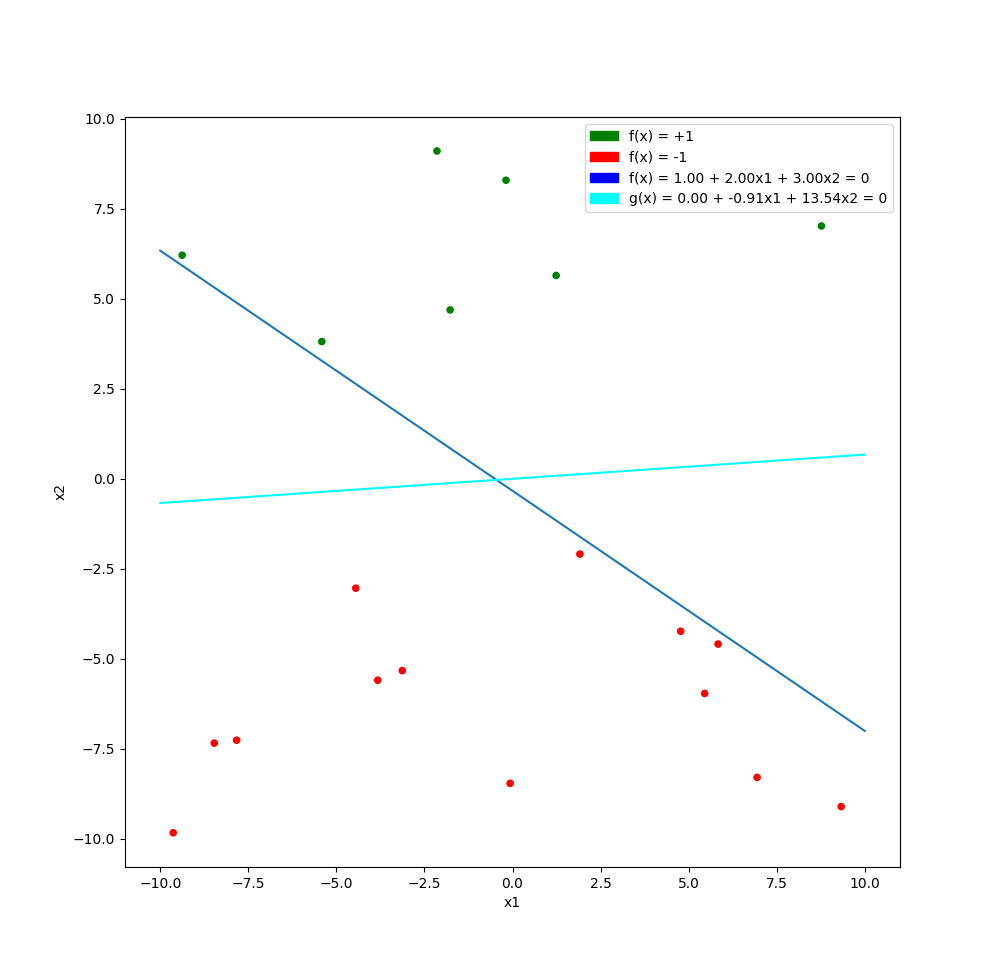 f(x) = +1
f(x) = -1
f(x) = 1.00 + 2.00x1 + 3.00x2 = 0
g(x) = 0.00 + -0.91x1 + 13.54x2 = 0
10.0
7.5
5.0
2.5
0.0
−2.5
−5.0
−7.5
−10.0
x2
−10.0 −7.5 −5.0 −2.5 0.0 2.5 5.0 7.5 10.0
x1